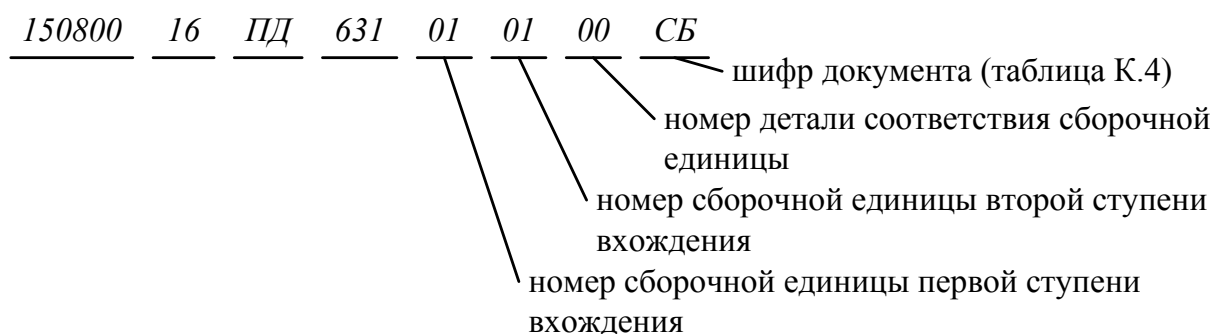 150800 16 ПД 631 01 01 00 СБ
шифр документа (таблица К.4)
номер детали соответствия сборочной
единицы
номер сборочной единицы второй ступени
вхождения
номер сборочной единицы первой ступени
вхождения